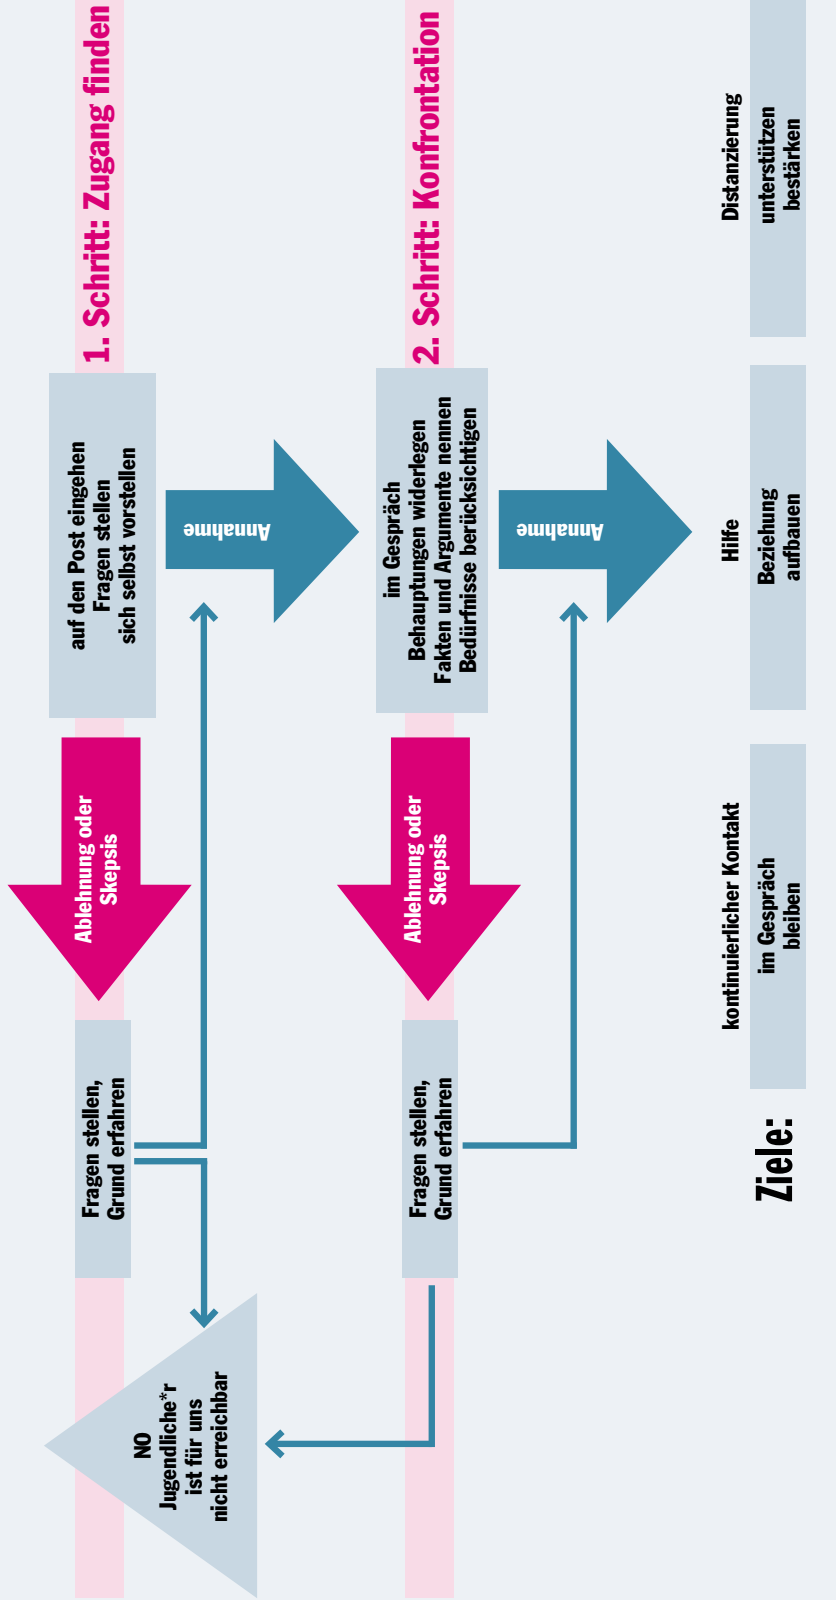 1. Schritt: Zugang finden
auf den Post eingehen
Fragen stellen
sich selbst vorstellen
Ablehnung oder
Skepsis
Fragen stellen,
Grund erfahren
Annahme
NO
Jugendliche*r
ist für uns
nicht erreichbar
2. Schritt: Konfrontation
im Gespräch
Behauptungen widerlegen
Fakten und Argumente nennen
Bedürfnisse berücksichtigen
Ablehnung oder
Skepsis
Fragen stellen,
Grund erfahren
Annahme
Ziele:
kontinuierlicher Kontakt
im Gespräch
bleiben
Hilfe
Beziehung
aufbauen
Distanzierung
unterstützen
bestärken